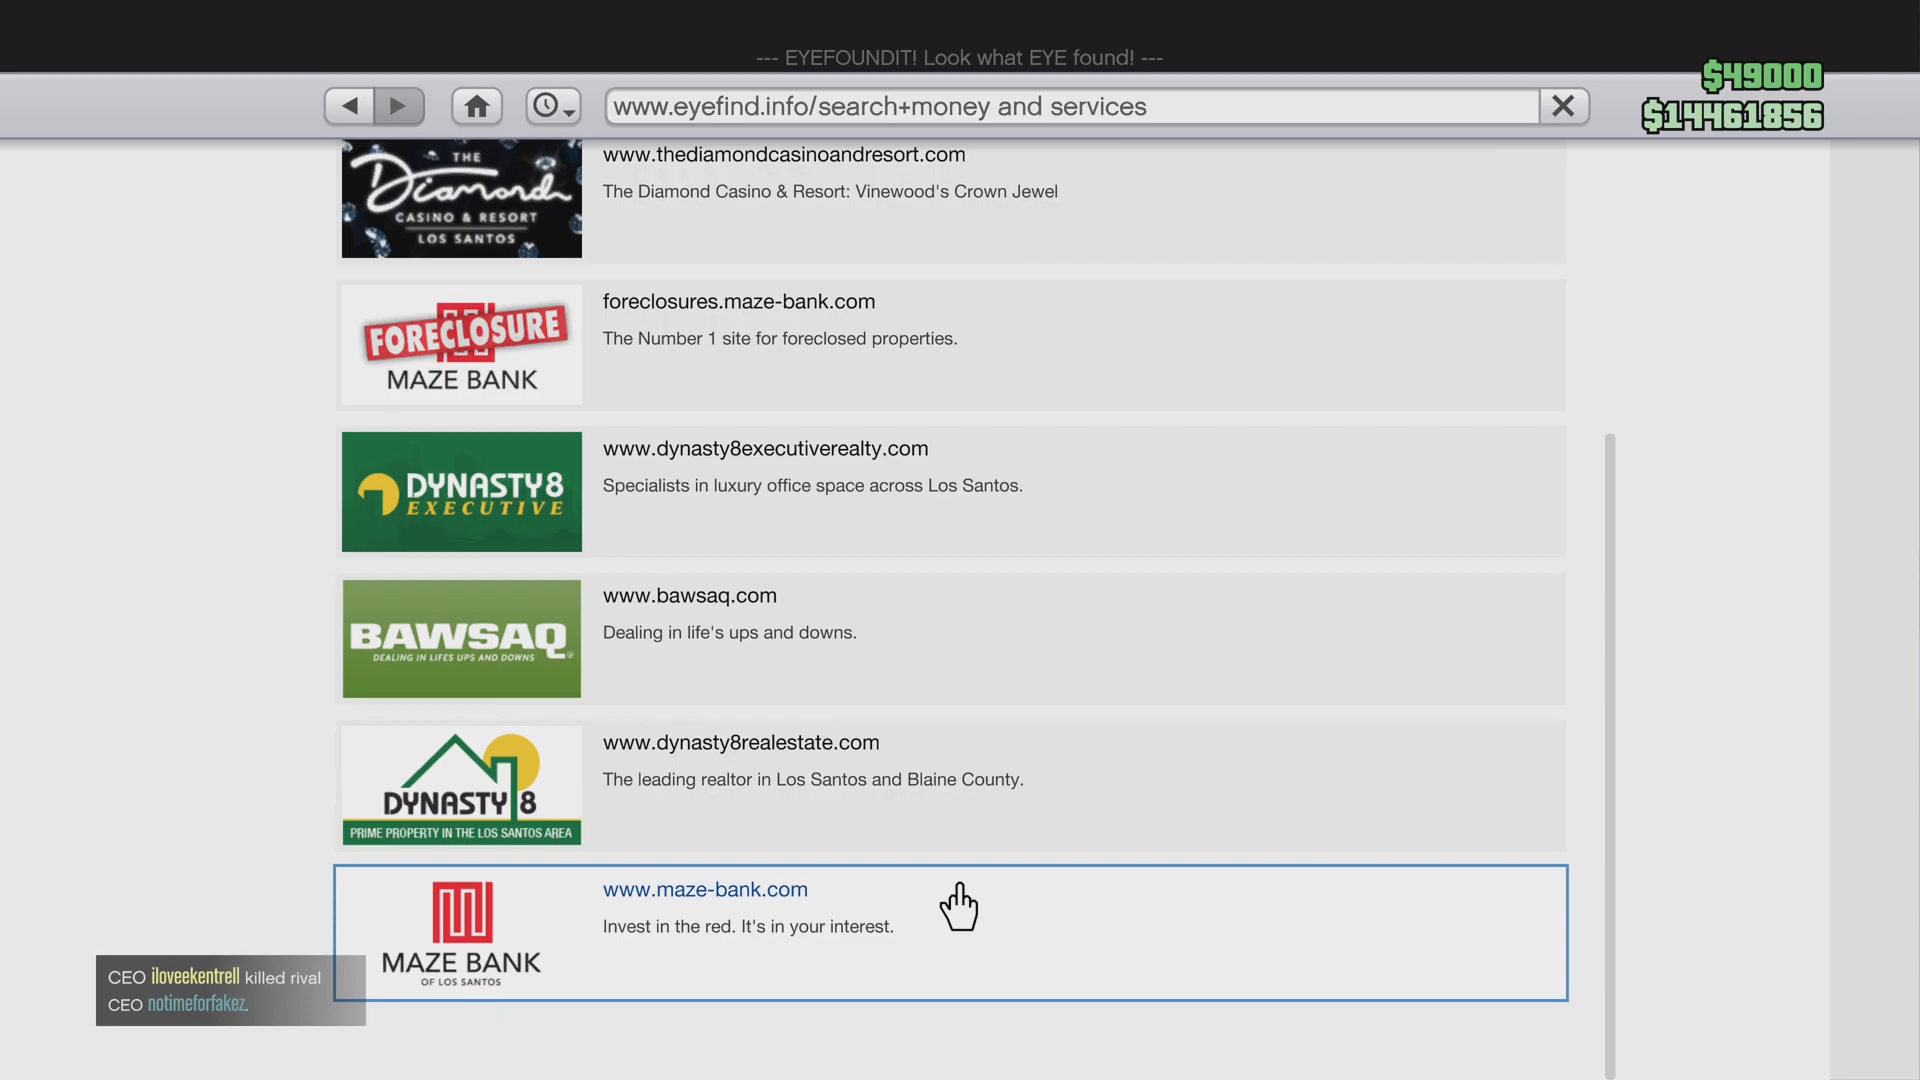 --- EYEFOUNDIT! Look what EYE found! ---
www.eyefind.info/search+money and services
$49000
$14461856
THE
Diamond
CASINO & RESORT
LOS SANTOS
www.thediamondcasinoandresort.com
The Diamond Casino & Resort: Vinewood's Crown Jewel
FORECLOSURE
MAZE BANK
foreclosures.maze-bank.com
The Number 1 site for foreclosed properties.
DYNASTY8
EXECUTIVE
www.dynasty8executiverealty.com
Specialists in luxury office space across Los Santos.
BAWSAQ
DEALING IN LIFES UPS AND DOWNS
www.bawsaq.com
Dealing in life's ups and downs.
DYNASTY 8
PRIME PROPERTY IN THE LOS SANTOS AREA
www.dynasty8realestate.com
The leading realtor in Los Santos and Blaine County.
MAZE BANK
OF LOS SANTOS
www.maze-bank.com
Invest in the red. It's in your interest.
CEO iloveekentrell killed rival
CEO notimeforfakez.